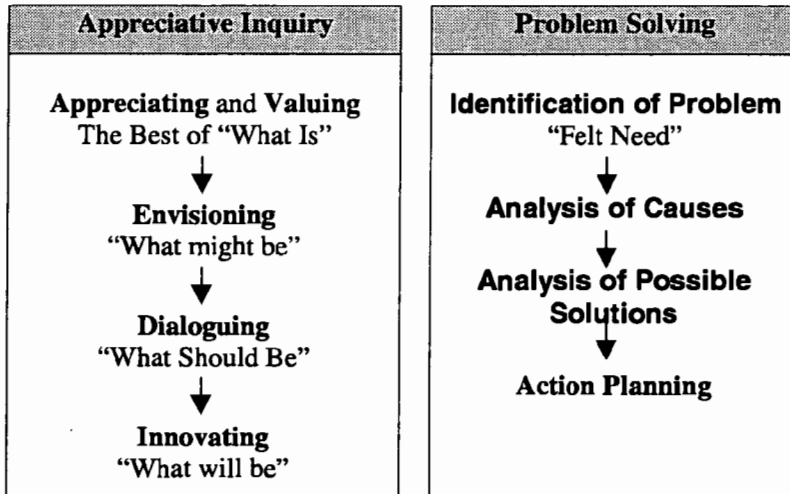 Appreciative Inquiry
Appreciating and Valuing
The Best of “What Is”
Envisioning
“What might be”
Dialoguing
“What Should Be”
Innovating
“What will be”
Problem Solving
Identification of Problem
“Felt Need”
Analysis of Causes
Analysis of Possible
Solutions
Action Planning